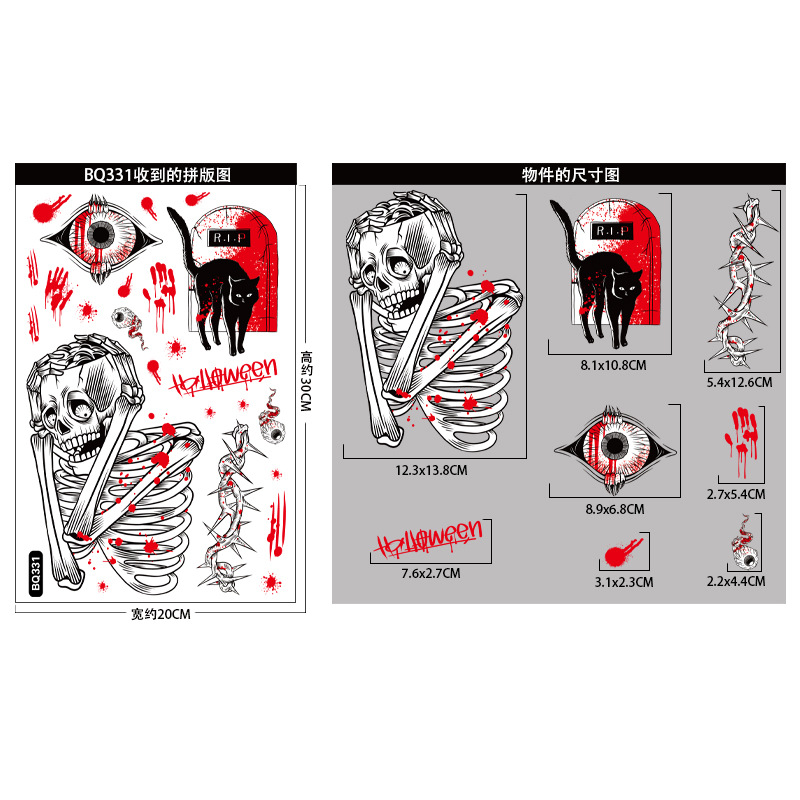 BQ331收到的拼版图
R.I.P
Halloween
高约30CM
BQ331
宽约20CM
物件的尺寸图
R.I.P
12.3x13.8CM
8.1x10.8CM
5.4x12.6CM
8.9x6.8CM
2.7x5.4CM
Halloween
7.6x2.7CM
3.1x2.3CM
2.2x4.4CM